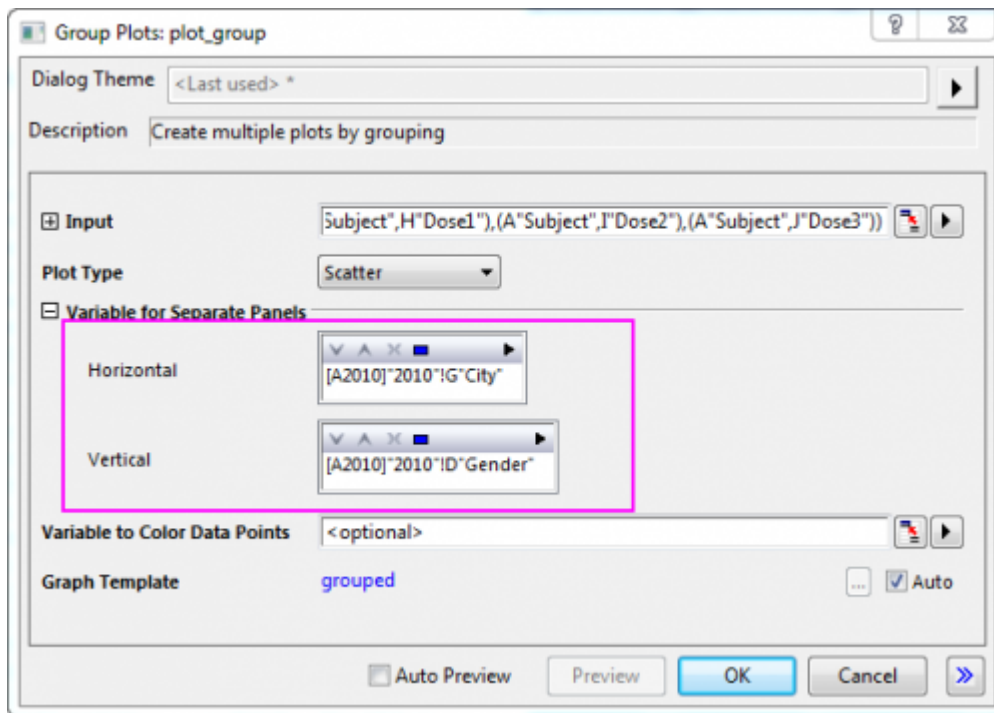 Group Plots: plot_group
Dialog Theme <Last used> *
Description Create multiple plots by grouping
Input Subject",H"Dose1"),(A"Subject",I"Dose2"),(A"Subject",J"Dose3"))
Plot Type Scatter
Variable for Separate Panels
Horizontal [A2010]"2010"!G"City"
Vertical [A2010]"2010"!D"Gender"
Variable to Color Data Points <optional>
Graph Template grouped ... Auto
Auto Preview Preview OK Cancel